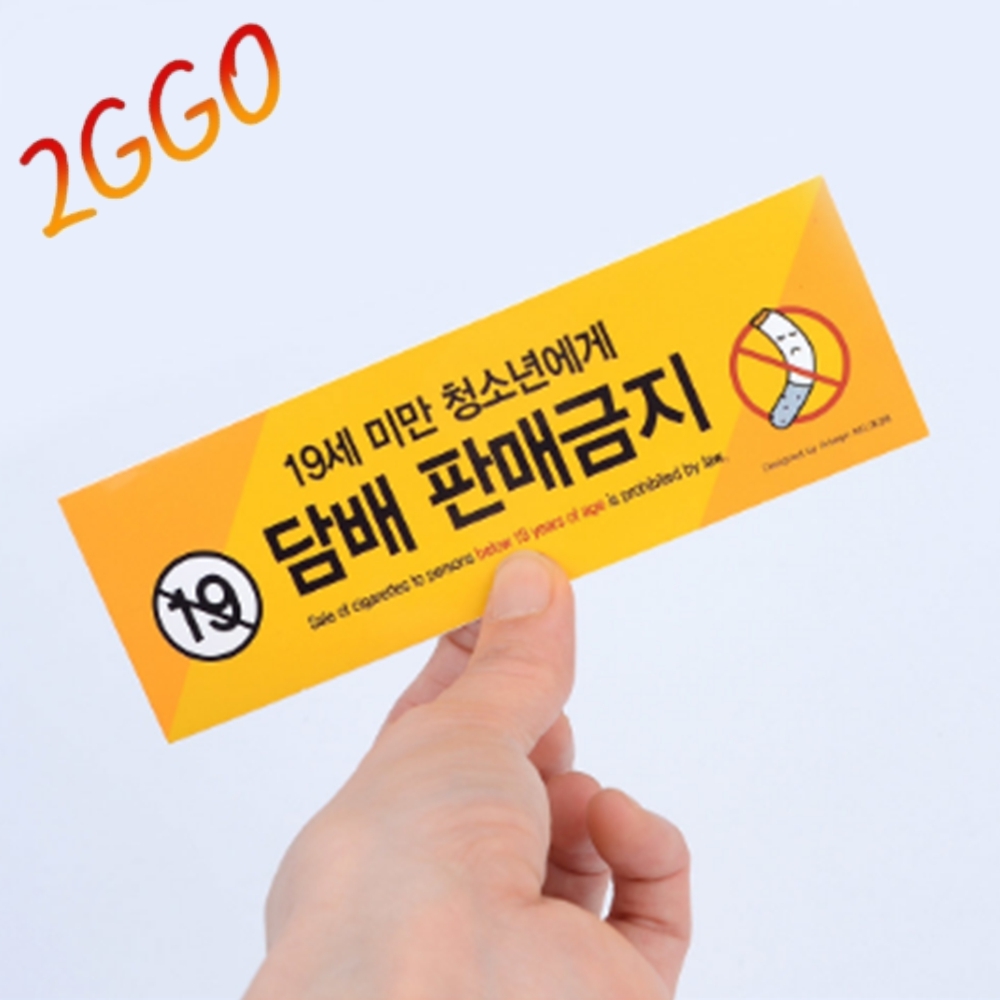 2GGO
19세 미만 청소년에게
담배 판매금지
Sale of cigarettes to persons below 19 years of age is prohibited by law.
19